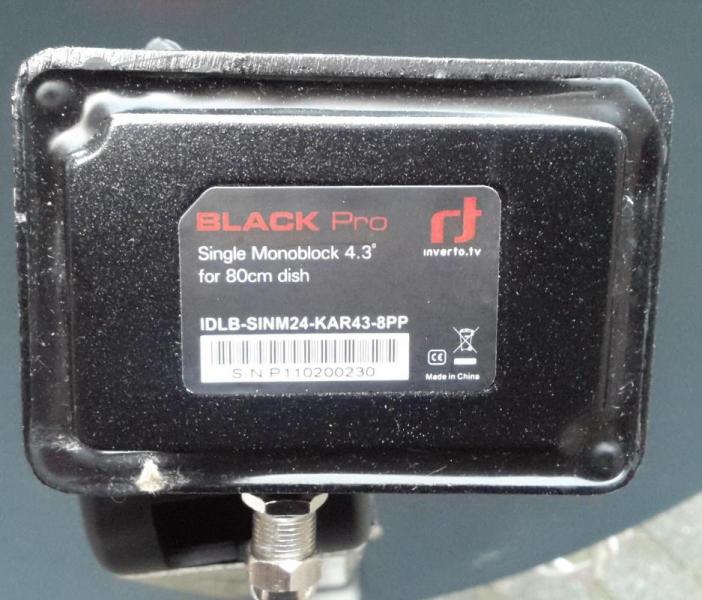 BLACK Pro
inverto.tv
Single Monoblock 4.3°
for 80cm dish
IDLB-SINM24-KAR43-8PP
S N P110200230
CE
Made in China